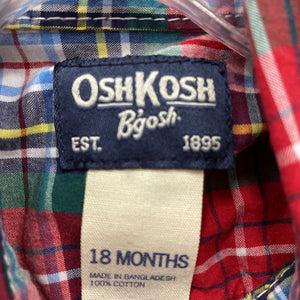 OSHKOSH
B'gosh
EST. 1895
18 MONTHS
MADE IN BANGLADESH
100% COTTON